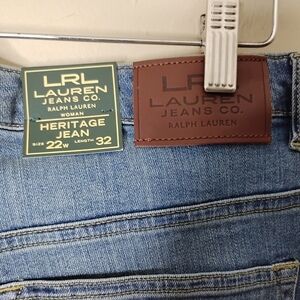 LRL
LAUREN
JEANS CO.
RALPH LAUREN
WOMAN
HERITAGE
JEAN
SIZE 22W LENGTH 32
LRL
LAUREN
JEANS CO.
RALPH LAUREN